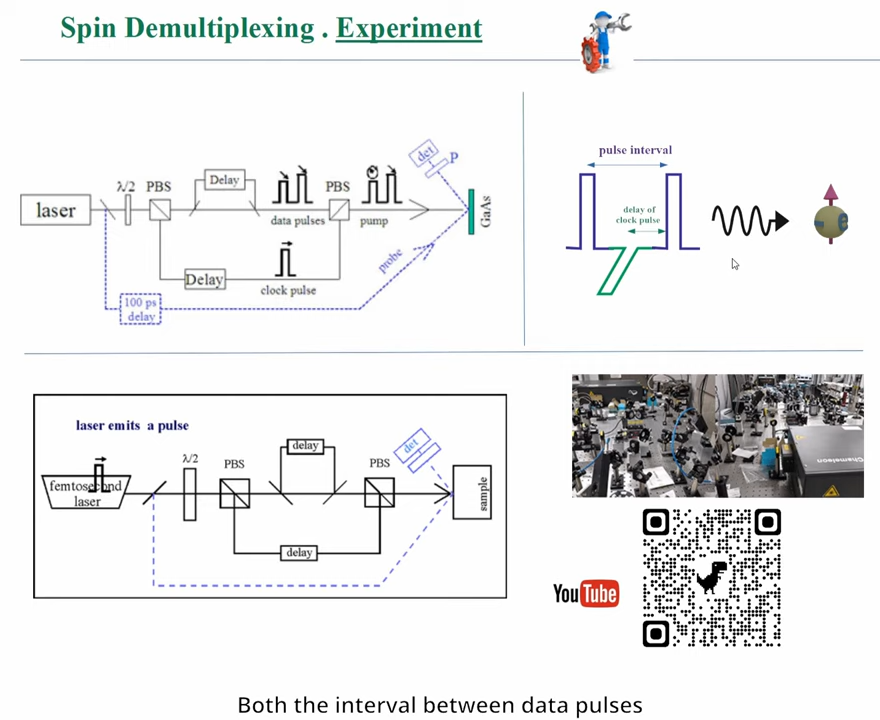 Spin Demultiplexing . Experiment
laser
λ/2
PBS
Delay
data pulses
PBS
pump
det
P
GaAs
Delay
clock pulse
probe
100 ps
delay
pulse interval
delay of
clock pulse
laser emits a pulse
femtosecond
laser
λ/2
PBS
delay
PBS
det
sample
delay
Chameleon
YouTube
Both the interval between data pulses